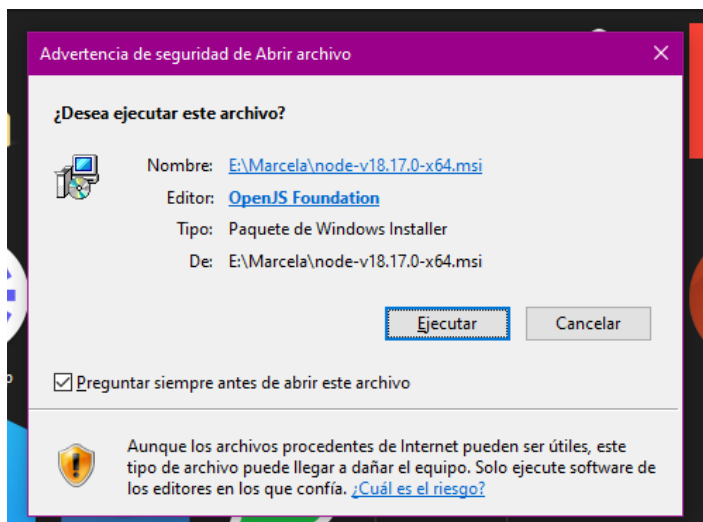 Advertencia de seguridad de Abrir archivo
¿Desea ejecutar este archivo?
Nombre: E:\Marcela\node-v18.17.0-x64.msi
Editor: OpenJS Foundation
Tipo: Paquete de Windows Installer
De: E:\Marcela\node-v18.17.0-x64.msi
Ejecutar Cancelar
Preguntar siempre antes de abrir este archivo
Aunque los archivos procedentes de Internet pueden ser útiles, este
tipo de archivo puede llegar a dañar el equipo. Solo ejecute software de
los editores en los que confía. ¿Cuál es el riesgo?